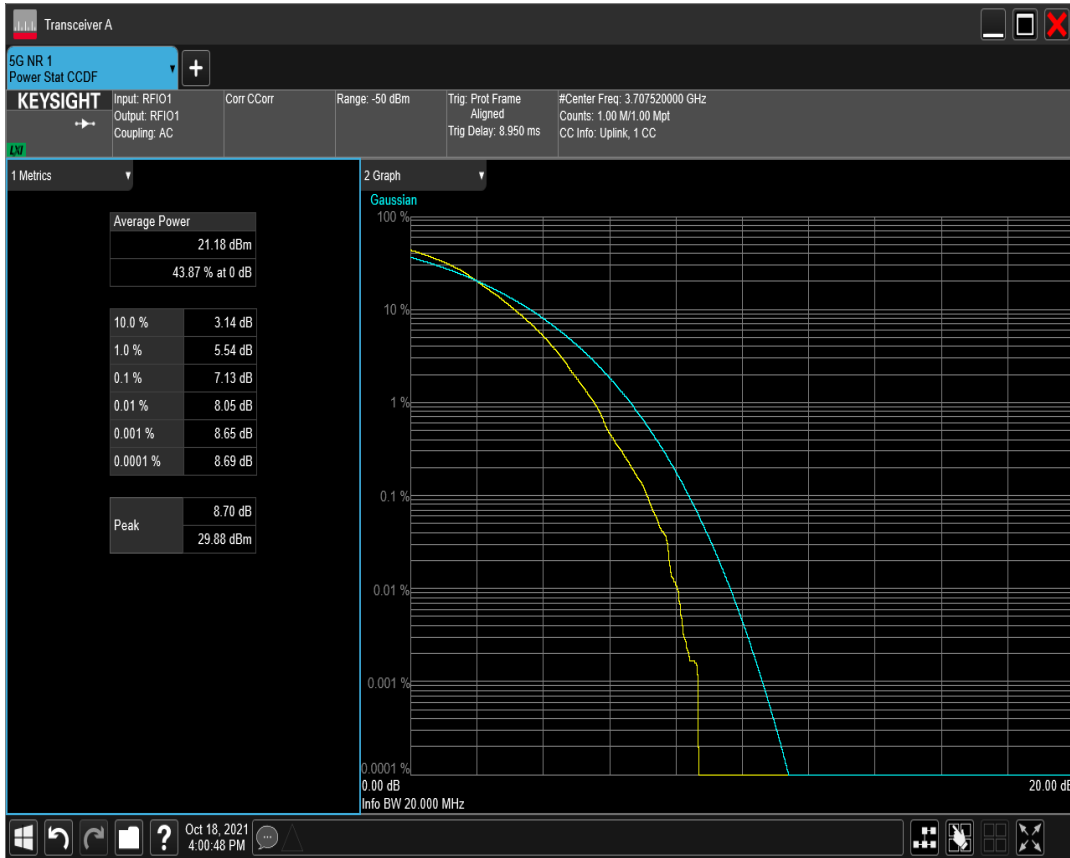 Transceiver A
5G NR 1
Power Stat CCDF
+
KEYSIGHT
LXI
Input: RFIO1
Output: RFIO1
Coupling: AC
Corr CCorr
Range: -50 dBm
Trig: Prot Frame
Aligned
Trig Delay: 8.950 ms
#Center Freq: 3.707520000 GHz
Counts: 1.00 M/1.00 Mpt
CC Info: Uplink, 1 CC
1 Metrics
Average Power
21.18 dBm
43.87 % at 0 dB
10.0 % 3.14 dB
1.0 % 5.54 dB
0.1 % 7.13 dB
0.01 % 8.05 dB
0.001 % 8.65 dB
0.0001 % 8.69 dB
Peak
8.70 dB
29.88 dBm
2 Graph
Gaussian
100 %
10 %
1 %
0.1 %
0.01 %
0.001 %
0.0001 %
0.00 dB
20.00 dB
Info BW 20.000 MHz
?
Oct 18, 2021
4:00:48 PM